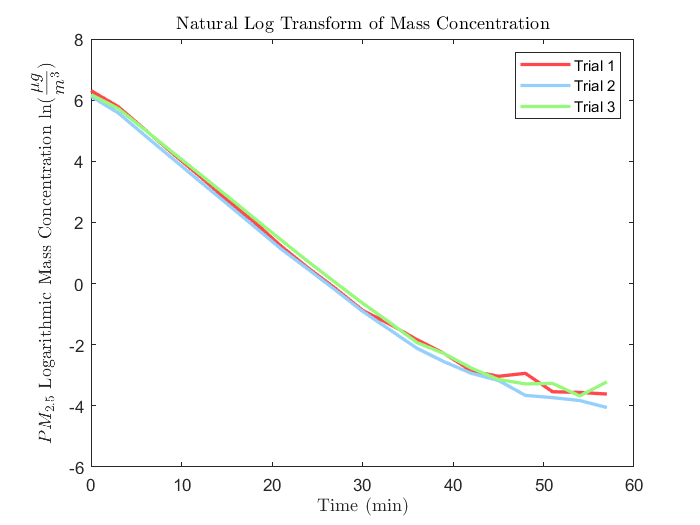 Natural Log Transform of Mass Concentration
PM2.5 Logarithmic Mass Concentration ln(μg/m³)
8
6
4
2
0
-2
-4
-6
Trial 1
Trial 2
Trial 3
0 10 20 30 40 50 60
Time (min)